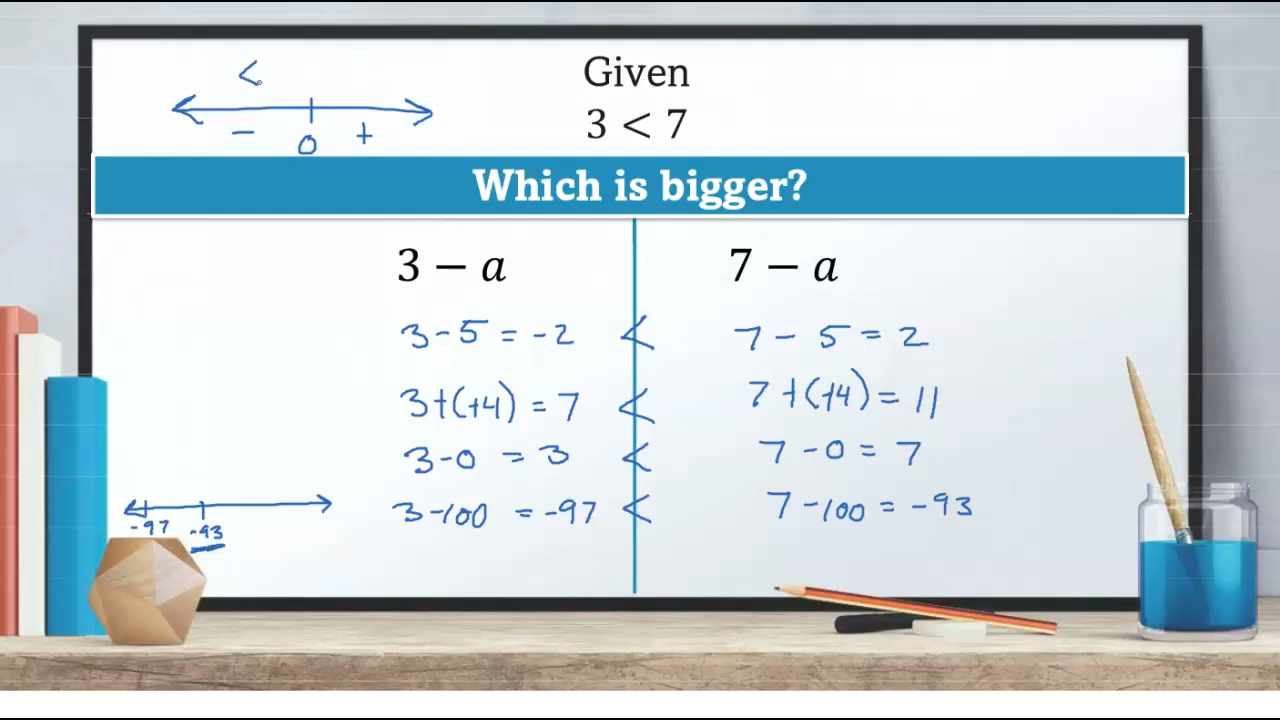 Given
3 < 7
<
− 0 +
Which is bigger?
3 − a
7 − a
3 - 5 = -2 < 7 - 5 = 2
3+(+4) = 7 < 7+(+4) = 11
3-0 = 3 < 7 - 0 = 7
3-100 = -97 < 7-100 = -93
-97 -93